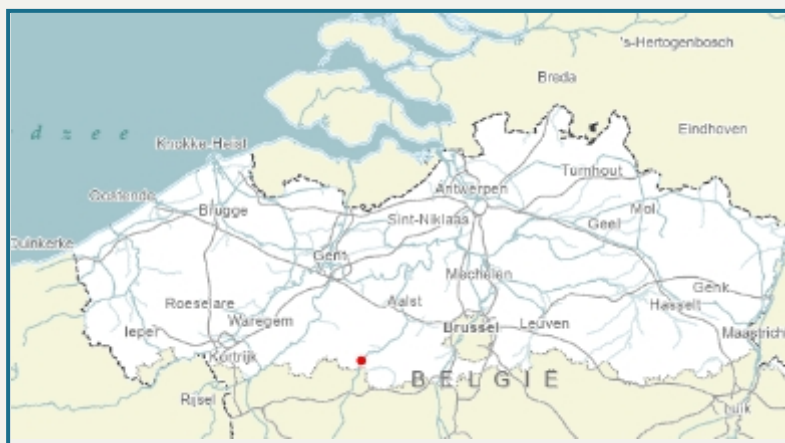 's-Hertogenbosch
Breda
Eindhoven
d z e e
Knokke-Heist
Turnhout
Antwerpen
Oostende
Brugge
Mol
Sint-Niklaas
Geel
Duinkerke
Gent
Mechelen
Genk
Aalst
Hasselt
Roeselare
Waregem
Brussel
Leuven
Maastrich
Ieper
Kortrijk
BELGIË
Rijsel
Luik